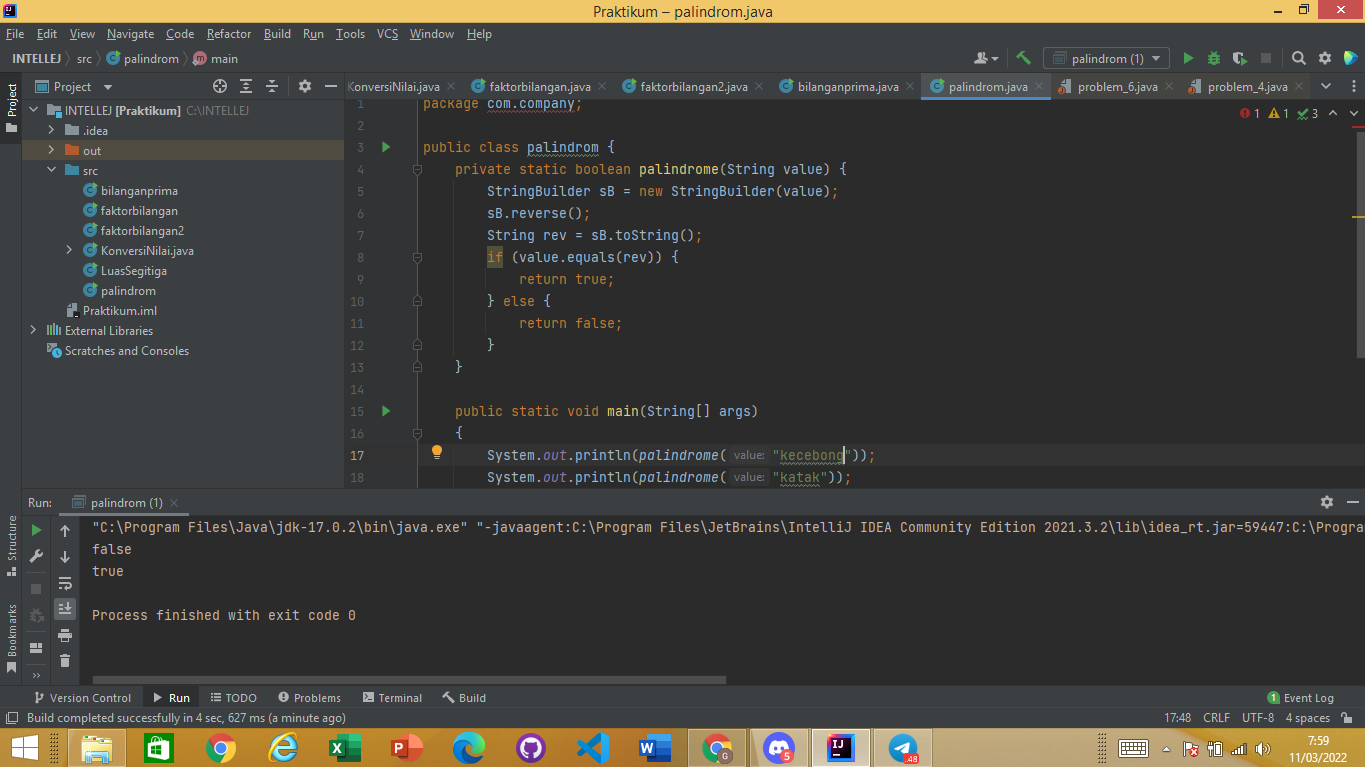 Praktikum – palindrom.java
File Edit View Navigate Code Refactor Build Run Tools VCS Window Help
INTELLEJ src palindrom main
palindrom (1)
Project
Project
KonversiNilai.java faktorbilangan.java faktorbilangan2.java bilanganprima.java palindrom.java problem_6.java problem_4.java
INTELLEJ [Praktikum] C:\INTELLEJ
.idea
out
src
bilanganprima
faktorbilangan
faktorbilangan2
KonversiNilai.java
LuasSegitiga
palindrom
Praktikum.iml
External Libraries
Scratches and Consoles
1 1 3
1 package com.company;
2
3 public class palindrom {
4 private static boolean palindrome(String value) {
5 StringBuilder sB = new StringBuilder(value);
6 sB.reverse();
7 String rev = sB.toString();
8 if (value.equals(rev)) {
9 return true;
10 } else {
11 return false;
12 }
13 }
14
15 public static void main(String[] args)
16 {
17 System.out.println(palindrome( value: "kecebong"));
18 System.out.println(palindrome( value: "katak"));
Run: palindrom (1)
Structure
Bookmarks
"C:\Program Files\Java\jdk-17.0.2\bin\java.exe" "-javaagent:C:\Program Files\JetBrains\IntelliJ IDEA Community Edition 2021.3.2\lib\idea_rt.jar=59447:C:\Progra
false
true
Process finished with exit code 0
Version Control Run TODO Problems Terminal Build 1 Event Log
Build completed successfully in 4 sec, 627 ms (a minute ago) 17:48 CRLF UTF-8 4 spaces
7:59
11/03/2022